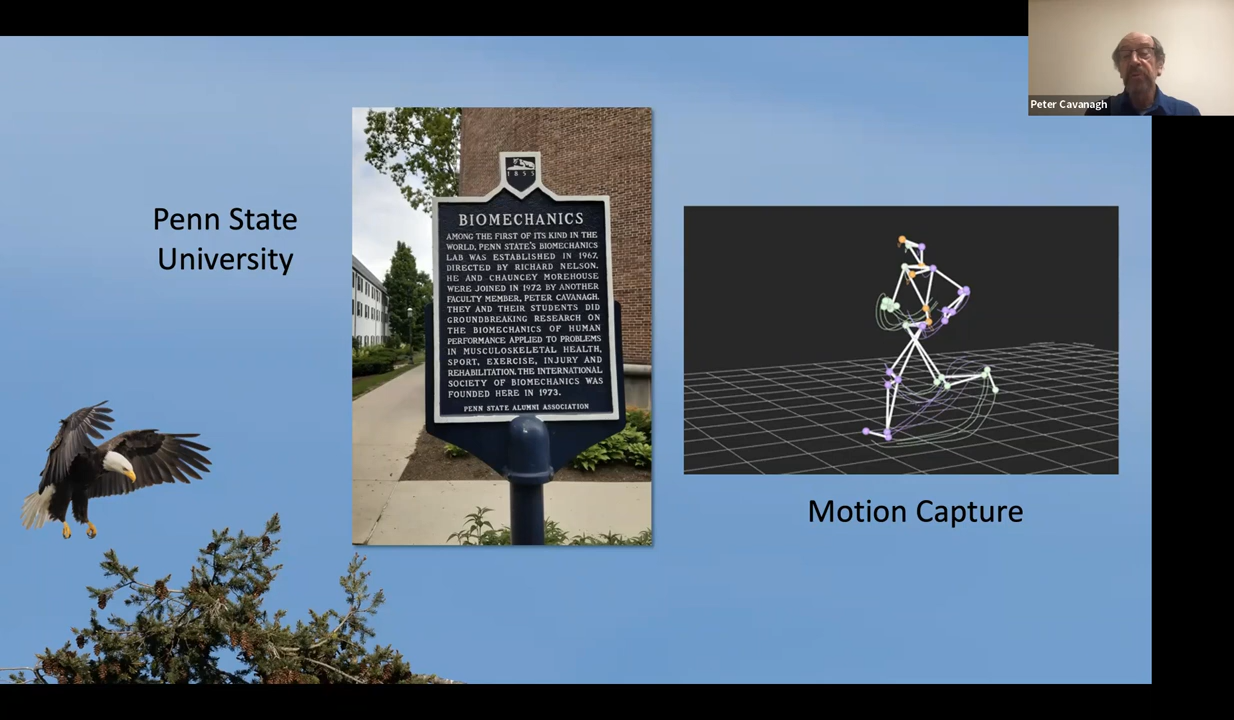 Peter Cavanagh
Penn State
University
1855
BIOMECHANICS
AMONG THE FIRST OF ITS KIND IN THE
WORLD, PENN STATE'S BIOMECHANICS
LAB WAS ESTABLISHED IN 1967,
DIRECTED BY RICHARD NELSON.
HE AND CHAUNCEY MOREHOUSE
WERE JOINED IN 1972 BY ANOTHER
FACULTY MEMBER, PETER CAVANAGH.
THEY AND THEIR STUDENTS DID
GROUNDBREAKING RESEARCH ON
THE BIOMECHANICS OF HUMAN
PERFORMANCE APPLIED TO PROBLEMS
IN MUSCULOSKELETAL HEALTH,
SPORT, EXERCISE, INJURY AND
REHABILITATION. THE INTERNATIONAL
SOCIETY OF BIOMECHANICS WAS
FOUNDED HERE IN 1973.
PENN STATE ALUMNI ASSOCIATION
Motion Capture